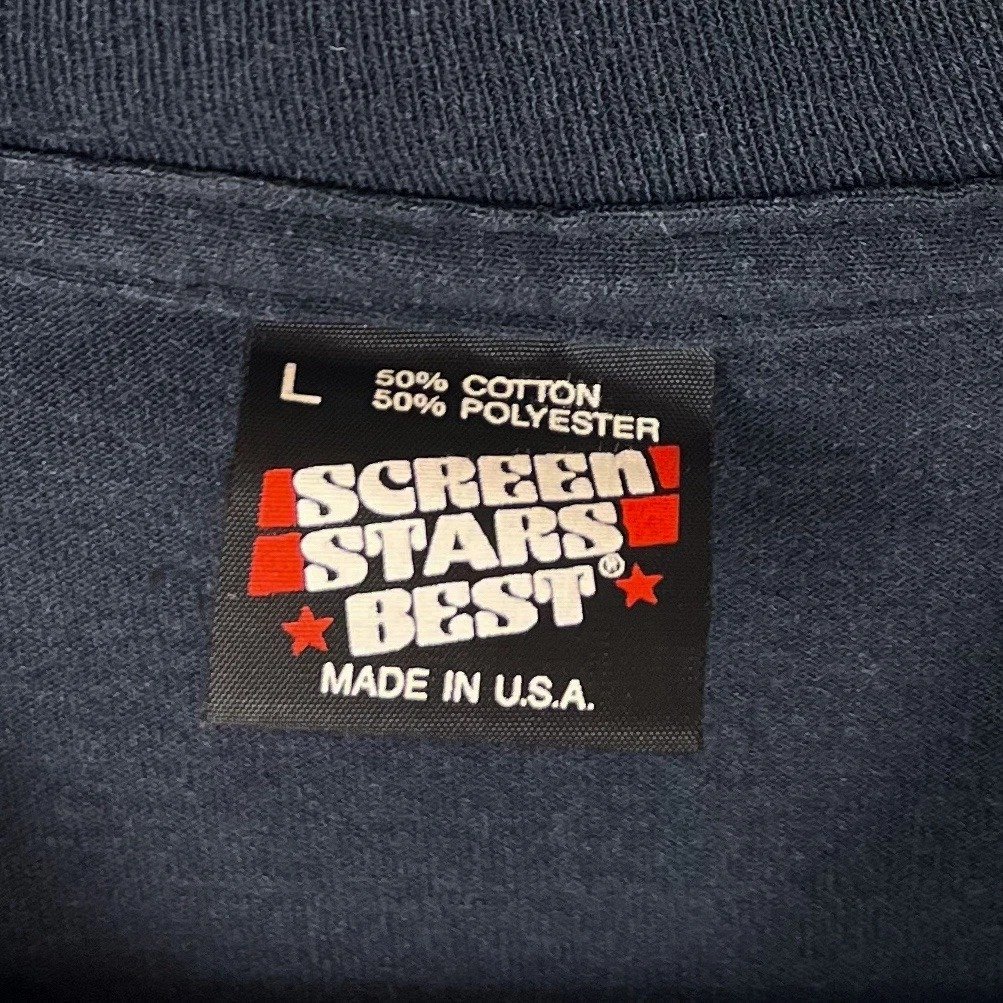 L
50% COTTON
50% POLYESTER
SCREEn
STARS
BEST®
MADE IN U.S.A.